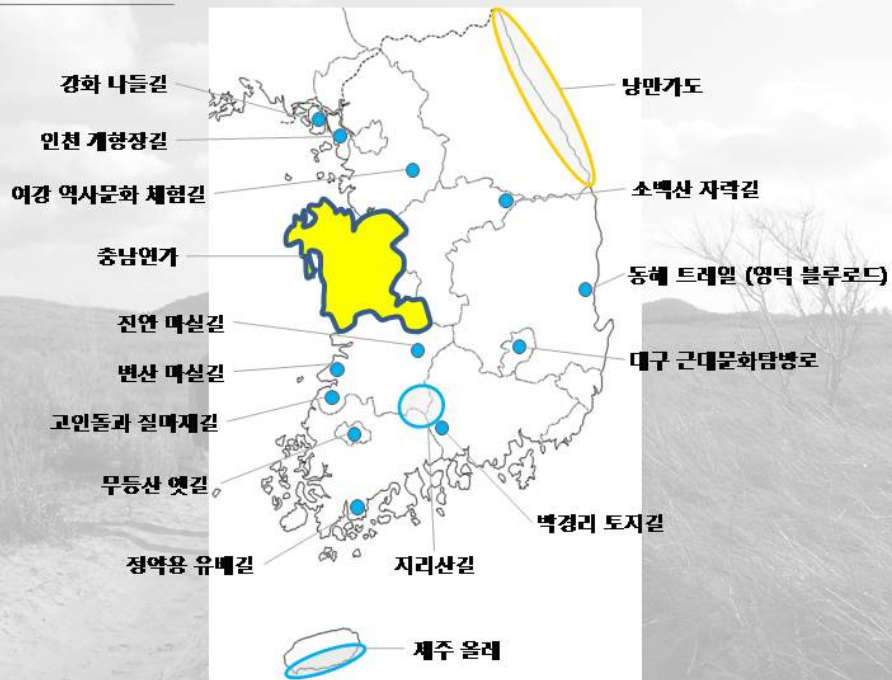 강화 나들길
인천 개항장길
여강 역사문화 체험길
충남연가
진안 마실길
변산 마실길
고인돌과 질마재길
무등산 옛길
정약용 유배길
낭만가도
소백산 자락길
동해 트레일 (영덕 블루로드)
대구 근대문화탐방로
박경리 토지길
지리산길
제주 올레